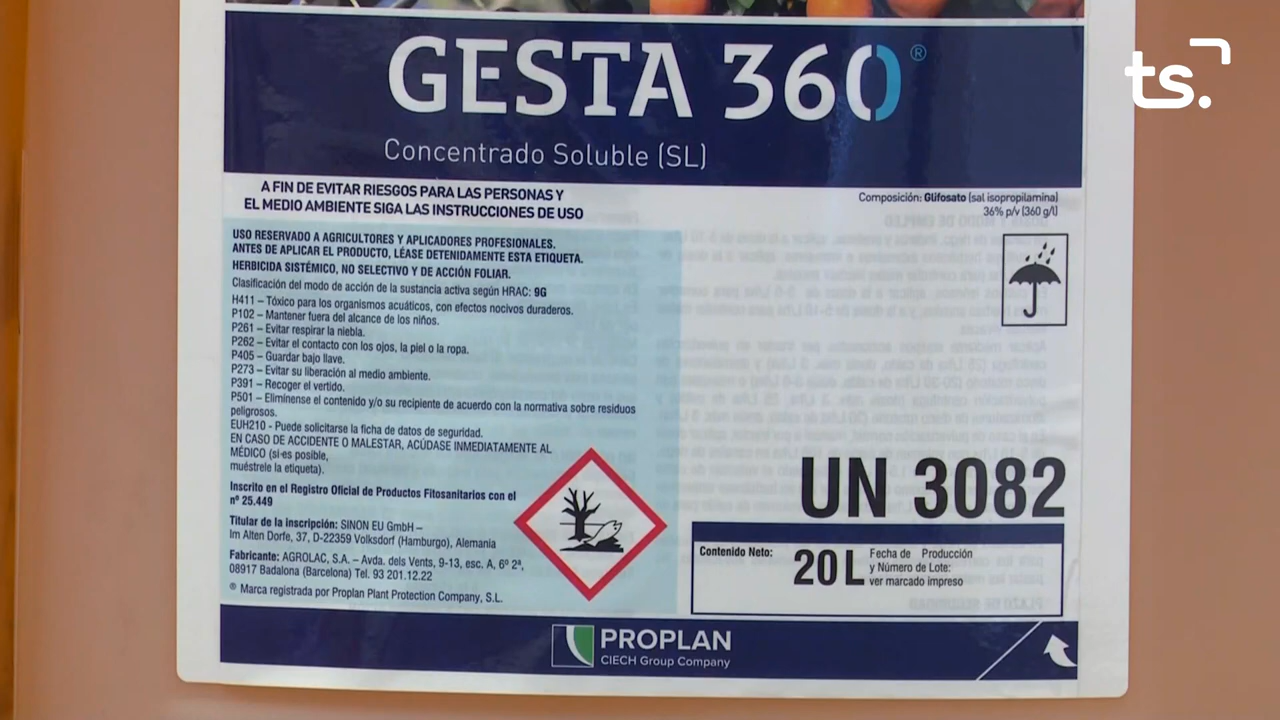 ts.
GESTA 360®
Concentrado Soluble (SL)
A FIN DE EVITAR RIESGOS PARA LAS PERSONAS Y
EL MEDIO AMBIENTE SIGA LAS INSTRUCCIONES DE USO
Composición: Glifosato (sal isopropilamina)
36% p/v (360 g/l)
USO RESERVADO A AGRICULTORES Y APLICADORES PROFESIONALES.
ANTES DE APLICAR EL PRODUCTO, LÉASE DETENIDAMENTE ESTA ETIQUETA.
HERBICIDA SISTÉMICO, NO SELECTIVO Y DE ACCIÓN FOLIAR.
Clasificación del modo de acción de la sustancia activa según HRAC: 9G
H411 – Tóxico para los organismos acuáticos, con efectos nocivos duraderos.
P102 – Mantener fuera del alcance de los niños.
P261 – Evitar respirar la niebla.
P262 – Evitar el contacto con los ojos, la piel o la ropa.
P405 – Guardar bajo llave.
P273 – Evitar su liberación al medio ambiente.
P391 – Recoger el vertido.
P501 – Elimínense el contenido y/o su recipiente de acuerdo con la normativa sobre residuos
peligrosos.
EUH210 - Puede solicitarse la ficha de datos de seguridad.
EN CASO DE ACCIDENTE O MALESTAR, ACÚDASE INMEDIATAMENTE AL
MÉDICO (si es posible,
muéstrele la etiqueta).
Inscrito en el Registro Oficial de Productos Fitosanitarios con el
nº 25.449
Titular de la inscripción: SINON EU GmbH –
Im Alten Dorfe, 37, D-22359 Volksdorf (Hamburgo), Alemania
Fabricante: AGROLAC, S.A. – Avda. dels Vents, 9-13, esc. A, 6º 2ª,
08917 Badalona (Barcelona) Tel. 93 201.12.22
® Marca registrada por Proplan Plant Protection Company, S.L.
UN 3082
Contenido Neto: 20 L
Fecha de Producción
y Número de Lote:
ver marcado impreso
PROPLAN
CIECH Group Company